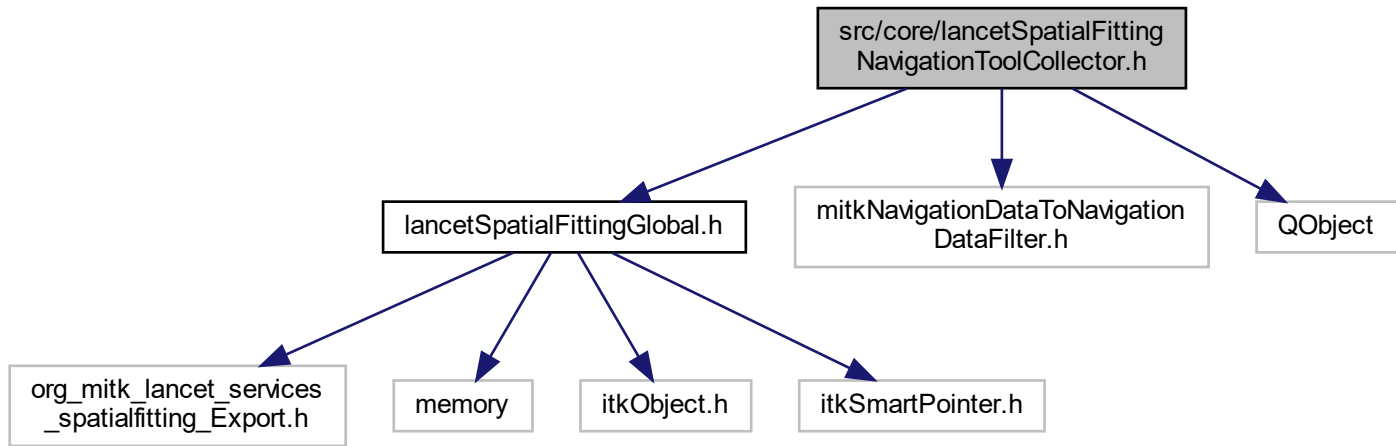 src/core/lancetSpatialFitting
NavigationToolCollector.h
lancetSpatialFittingGlobal.h
mitkNavigationDataToNavigation
DataFilter.h
QObject
org_mitk_lancet_services
_spatialfitting_Export.h
memory
itkObject.h
itkSmartPointer.h